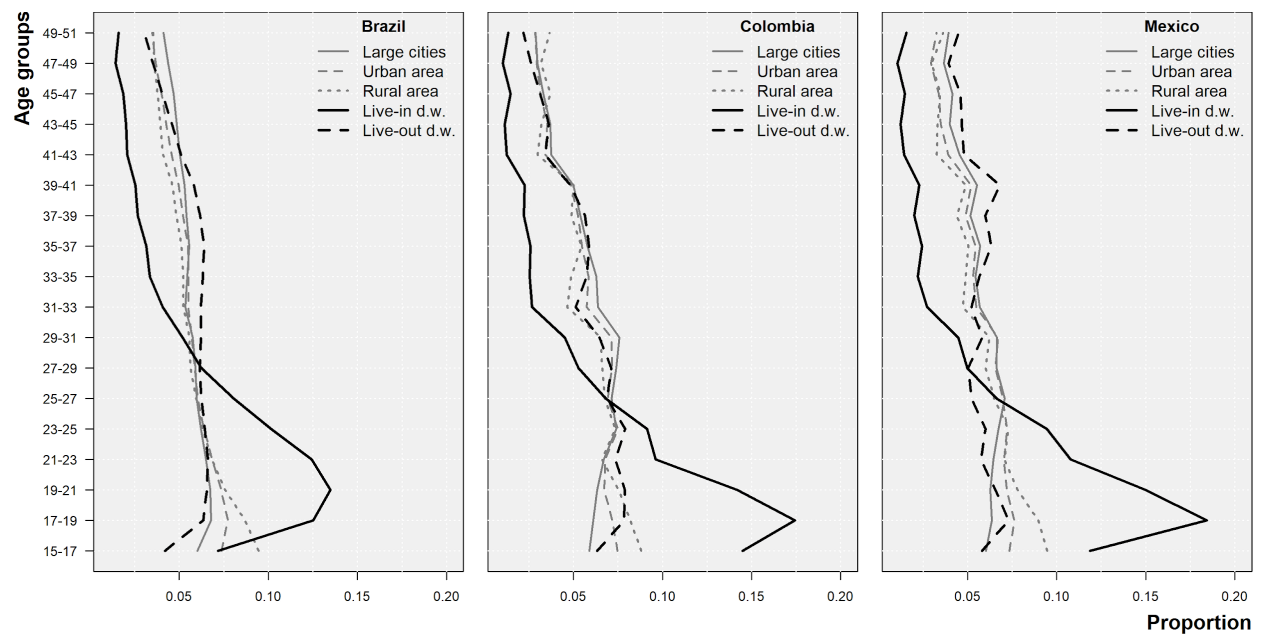 Age groups
49-51
47-49
45-47
43-45
41-43
39-41
37-39
35-37
33-35
31-33
29-31
27-29
25-27
23-25
21-23
19-21
17-19
15-17
Brazil
Large cities
Urban area
Rural area
Live-in d.w.
Live-out d.w.
0.05 0.10 0.15 0.20
Colombia
Large cities
Urban area
Rural area
Live-in d.w.
Live-out d.w.
0.05 0.10 0.15 0.20
Mexico
Large cities
Urban area
Rural area
Live-in d.w.
Live-out d.w.
0.05 0.10 0.15 0.20
Proportion